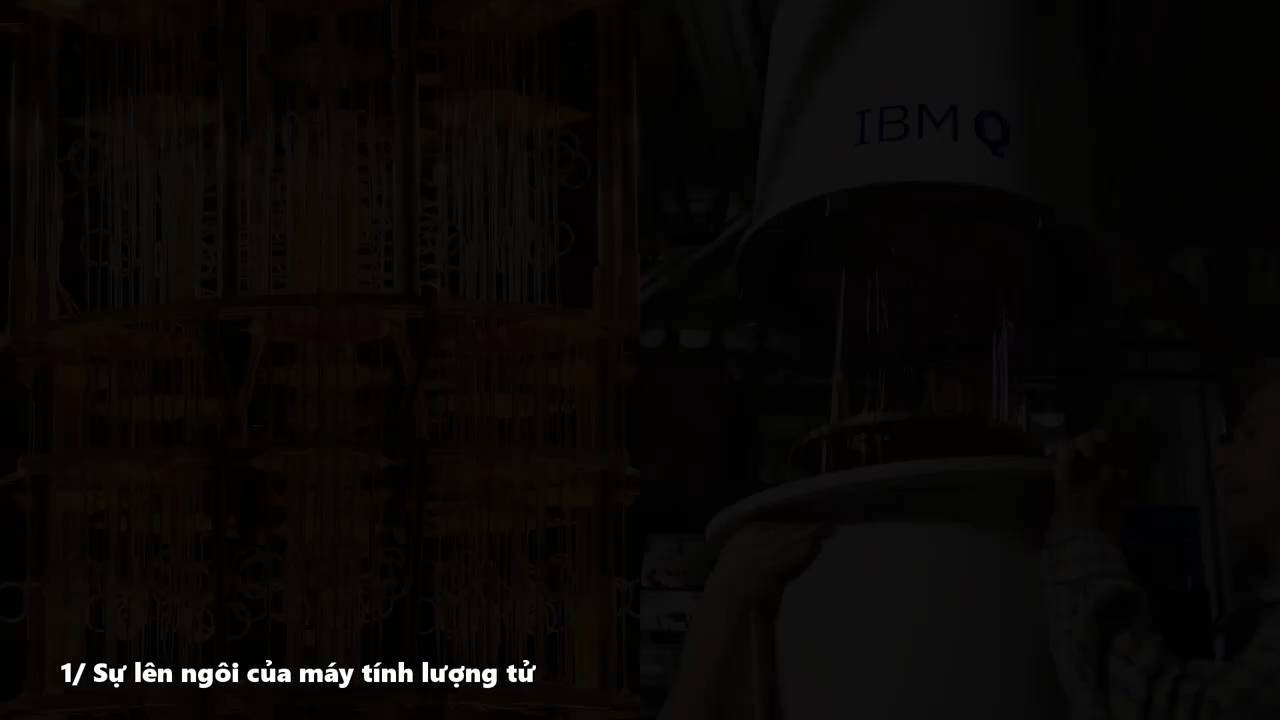 IBM Q
1/ Sự lên ngôi của máy tính lượng tử